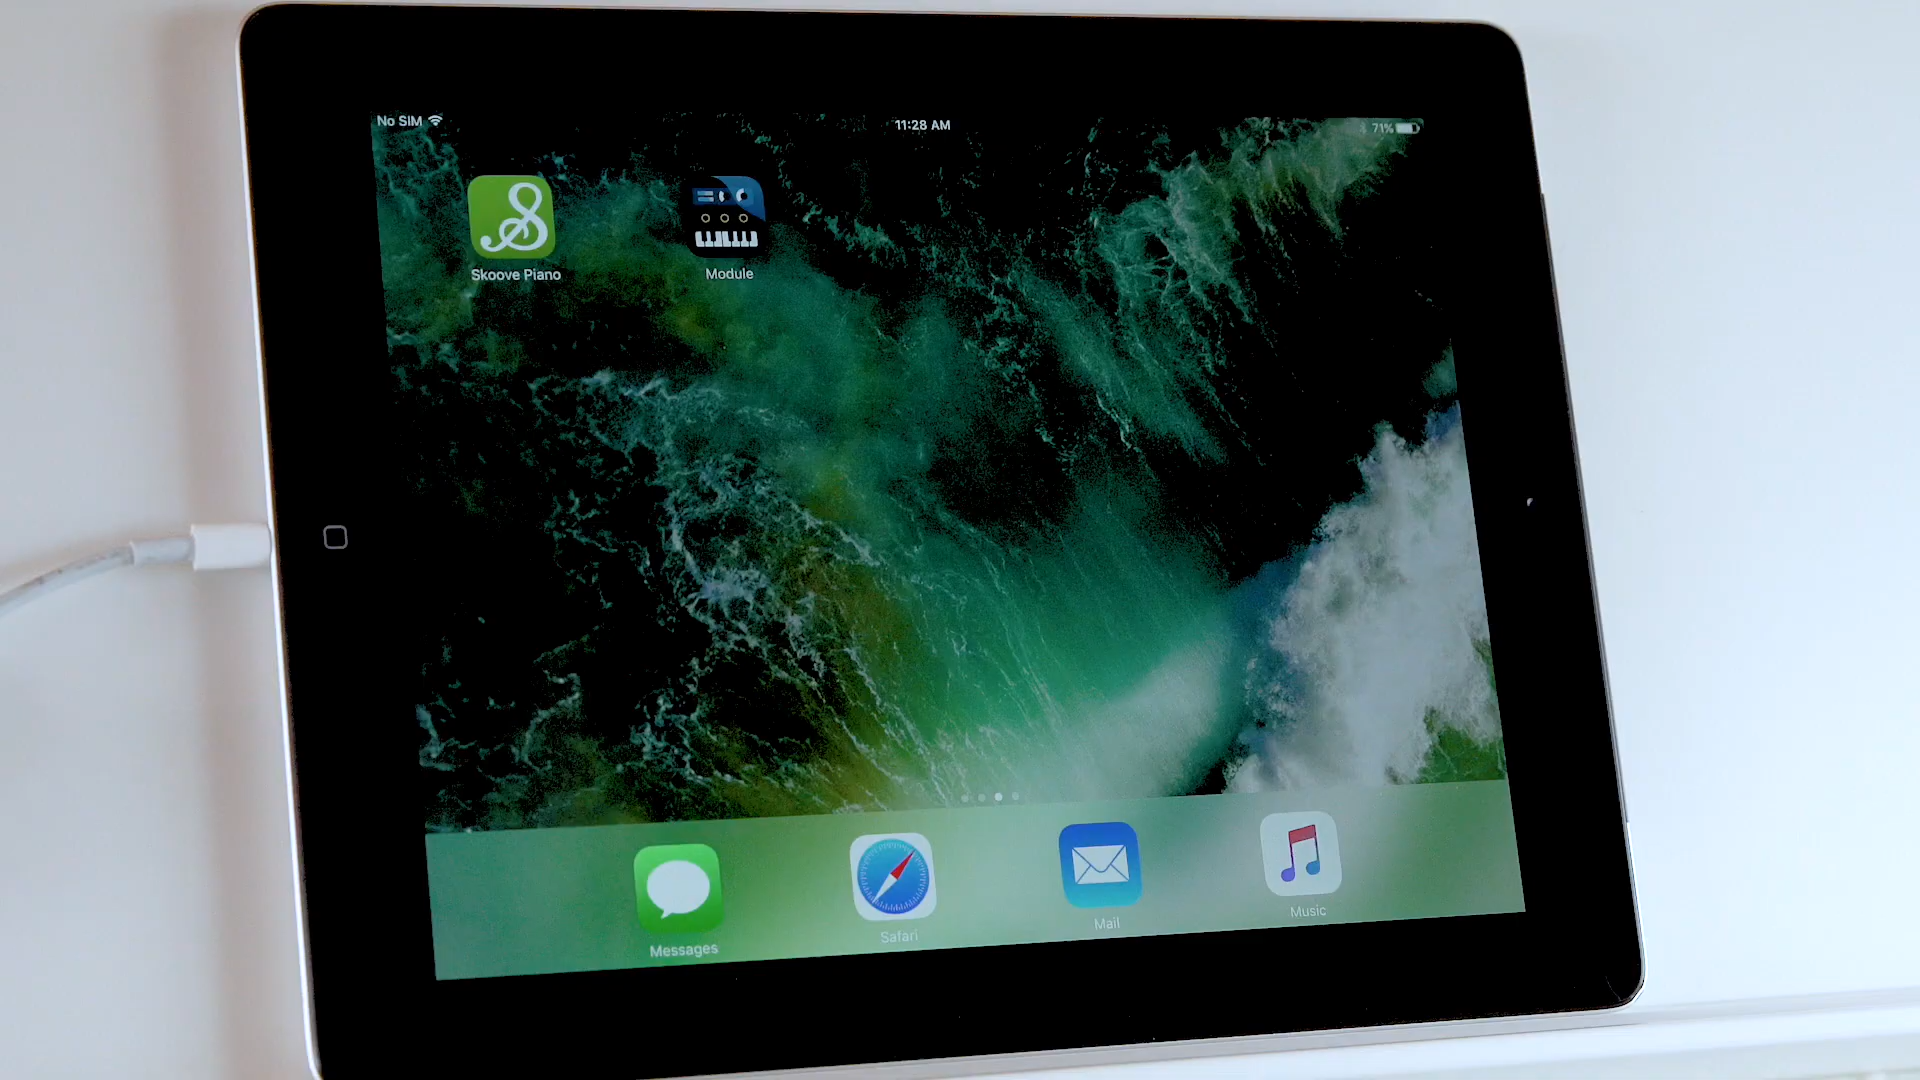 No SIM
11:28 AM
71%
Skoove Piano
Module
Messages
Safari
Mail
Music